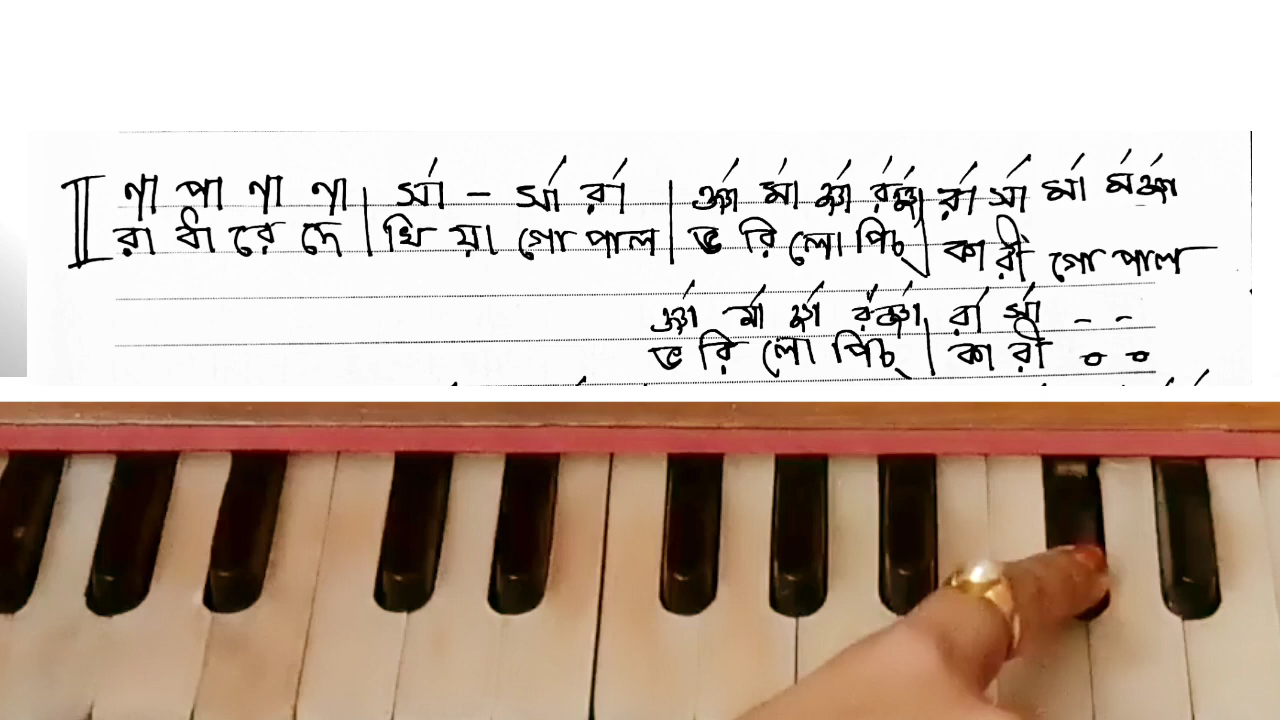 ণা পা ণা ণা | র্সা – র্সা র্রা | র্জ্ঞা র্মা র্জ্ঞা র্রর্জ্ঞা | র্রা র্সা র্মা র্মর্জ্ঞা
রা ধা রে দে | খি য়া গো পাল | ভ রি লো পিচ্ | কা রী গো পাল
র্জ্ঞা র্মা র্জ্ঞা র্রর্জ্ঞা | র্রা র্সা - -
ভ রি লো পিচ্ | কা রী ০ ০